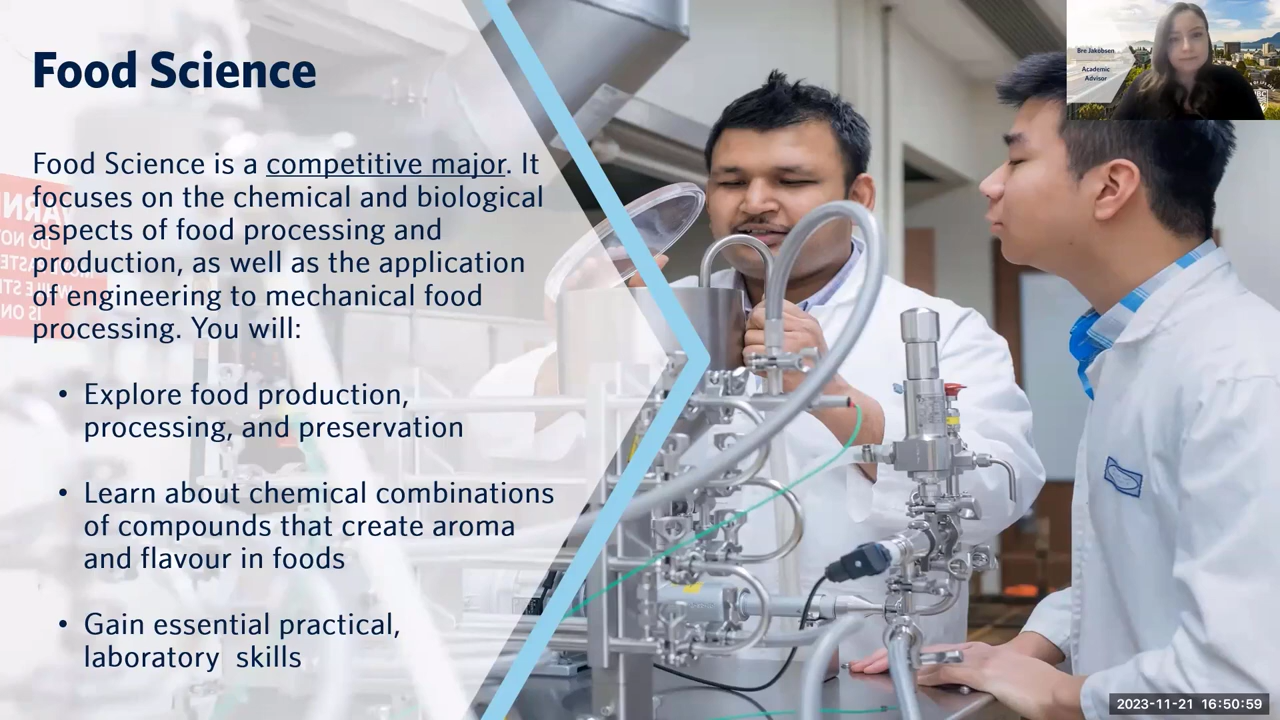 Food Science
Food Science is a competitive major. It
focuses on the chemical and biological
aspects of food processing and
production, as well as the application
of engineering to mechanical food
processing. You will:
• Explore food production,
processing, and preservation
• Learn about chemical combinations
of compounds that create aroma
and flavour in foods
• Gain essential practical,
laboratory  skills
Bre Jakobsen
Academic
Advisor
2023-11-21 16:50:59